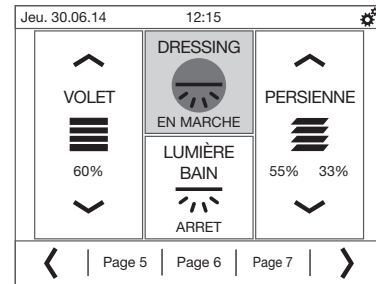 Jeu. 30.06.14 12:15
VOLET
60%
DRESSING
EN MARCHE
LUMIÈRE
BAIN
ARRET
PERSIENNE
55% 33%
Page 5 Page 6 Page 7